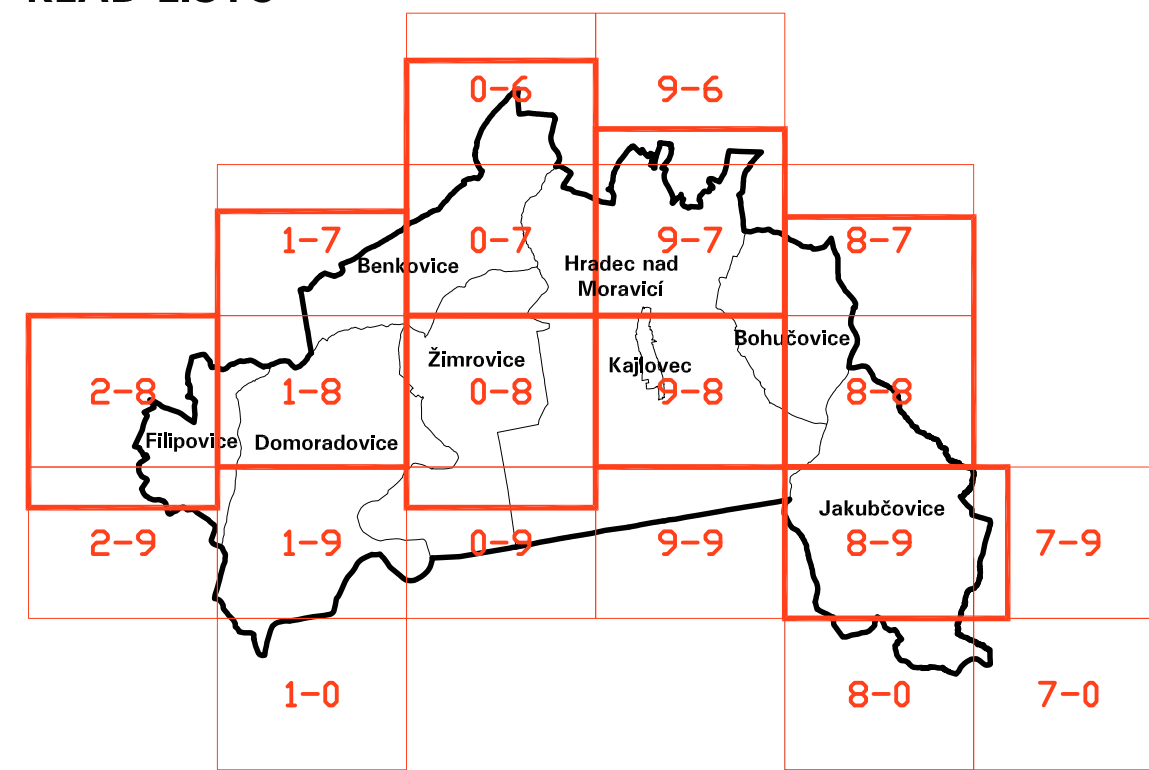 0-6 9-6
1-7 0-7 9-7 8-7
Benkovice
Hradec nad
Moravicí
Bohučovice
Žimrovice
Kajlovec
2-8 1-8 0-8 9-8 8-8
Filipovice
Domoradovice
Jakubčovice
2-9 1-9 0-9 9-9 8-9 7-9
1-0 8-0 7-0